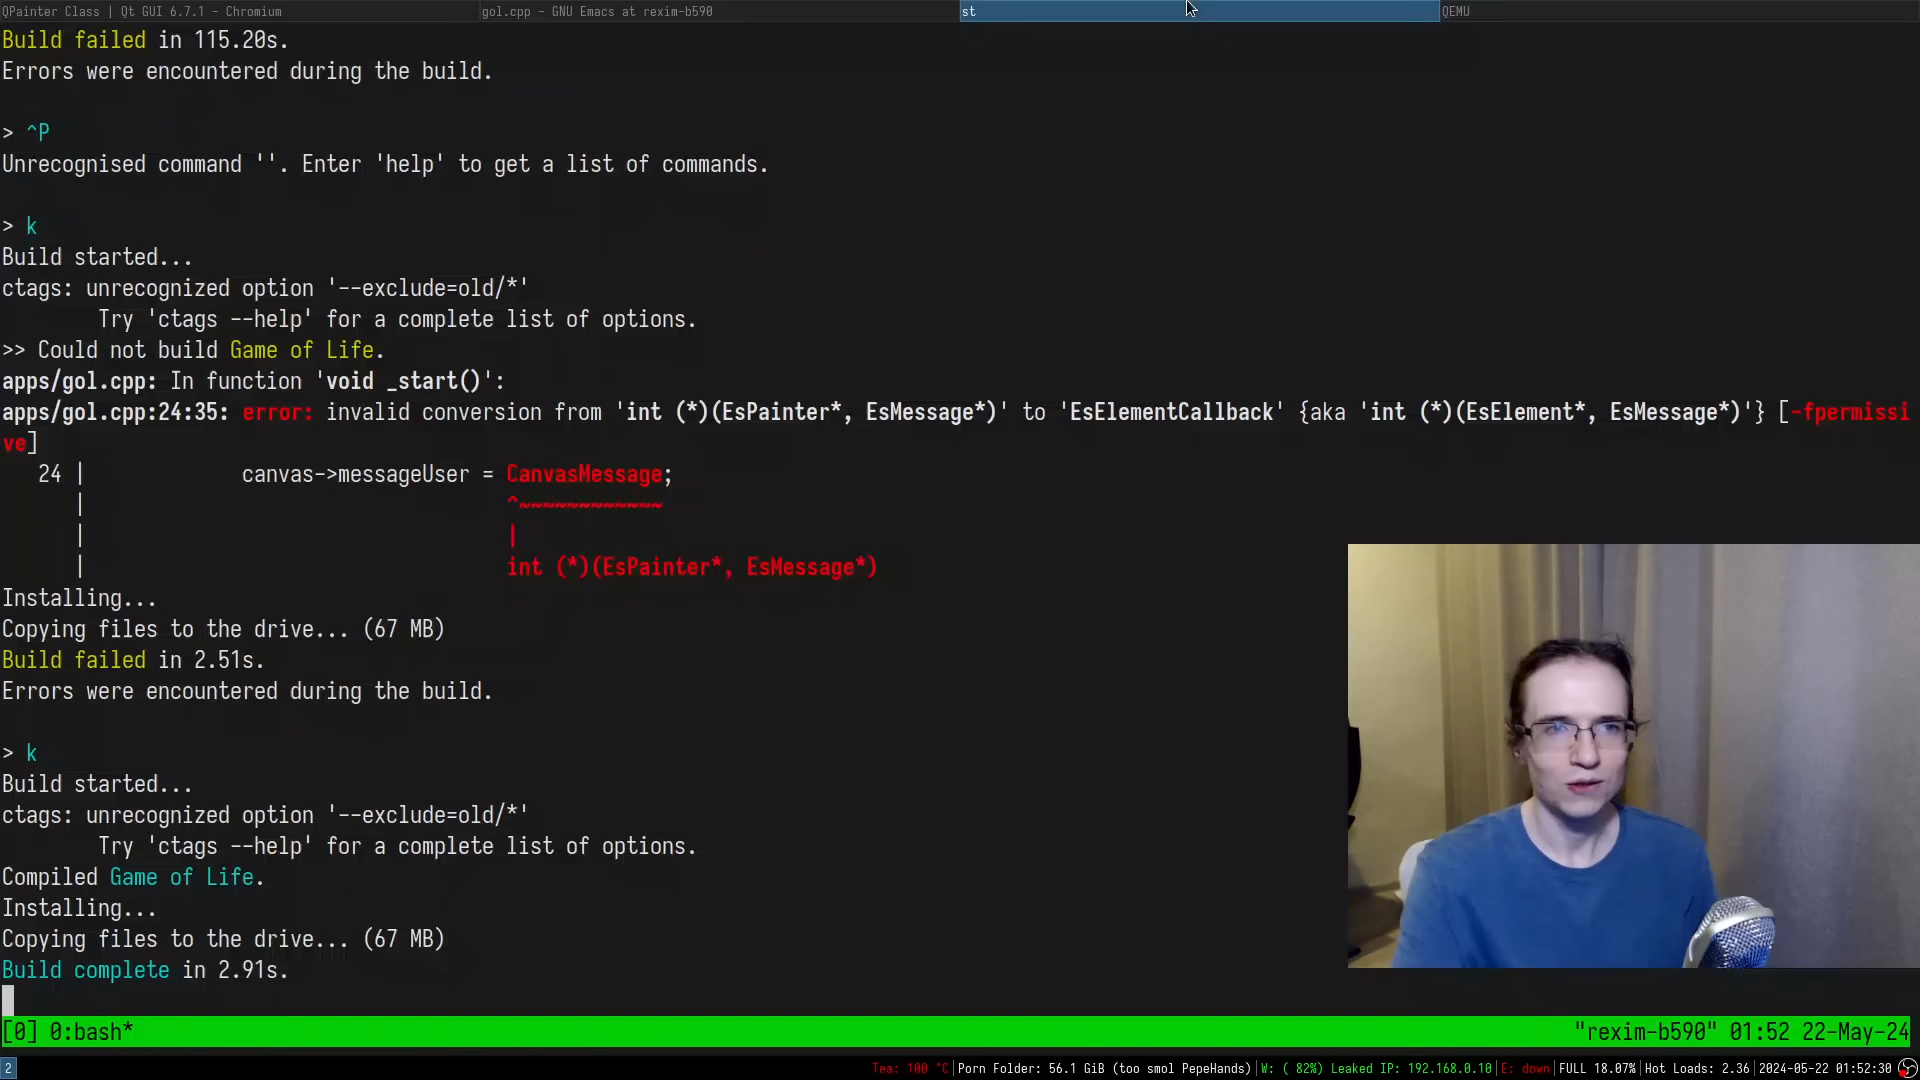 QPainter Class | Qt GUI 6.7.1 - Chromium
gol.cpp - GNU Emacs at rexim-b590
st
QEMU
Build failed in 115.20s.
Errors were encountered during the build.
> ^P
Unrecognised command ''. Enter 'help' to get a list of commands.
> k
Build started...
ctags: unrecognized option '--exclude=old/*'
Try 'ctags --help' for a complete list of options.
>> Could not build Game of Life.
apps/gol.cpp: In function 'void _start()':
apps/gol.cpp:24:35: error: invalid conversion from 'int (*)(EsPainter*, EsMessage*)' to 'EsElementCallback' {aka 'int (*)(EsElement*, EsMessage*)'} [-fpermissi
ve]
24 | canvas->messageUser = CanvasMessage;
| ^~~~~~~~~~~~~
| |
| int (*)(EsPainter*, EsMessage*)
Installing...
Copying files to the drive... (67 MB)
Build failed in 2.51s.
Errors were encountered during the build.
> k
Build started...
ctags: unrecognized option '--exclude=old/*'
Try 'ctags --help' for a complete list of options.
Compiled Game of Life.
Installing...
Copying files to the drive... (67 MB)
Build complete in 2.91s.
[0] 0:bash* "rexim-b590" 01:52 22-May-24
2 Tea: 100 °C|Porn Folder: 56.1 GiB (too smol PepeHands)|W: ( 82%) Leaked IP: 192.168.0.10|E: down|FULL 18.07%|Hot Loads: 2.36|2024-05-22 01:52:30